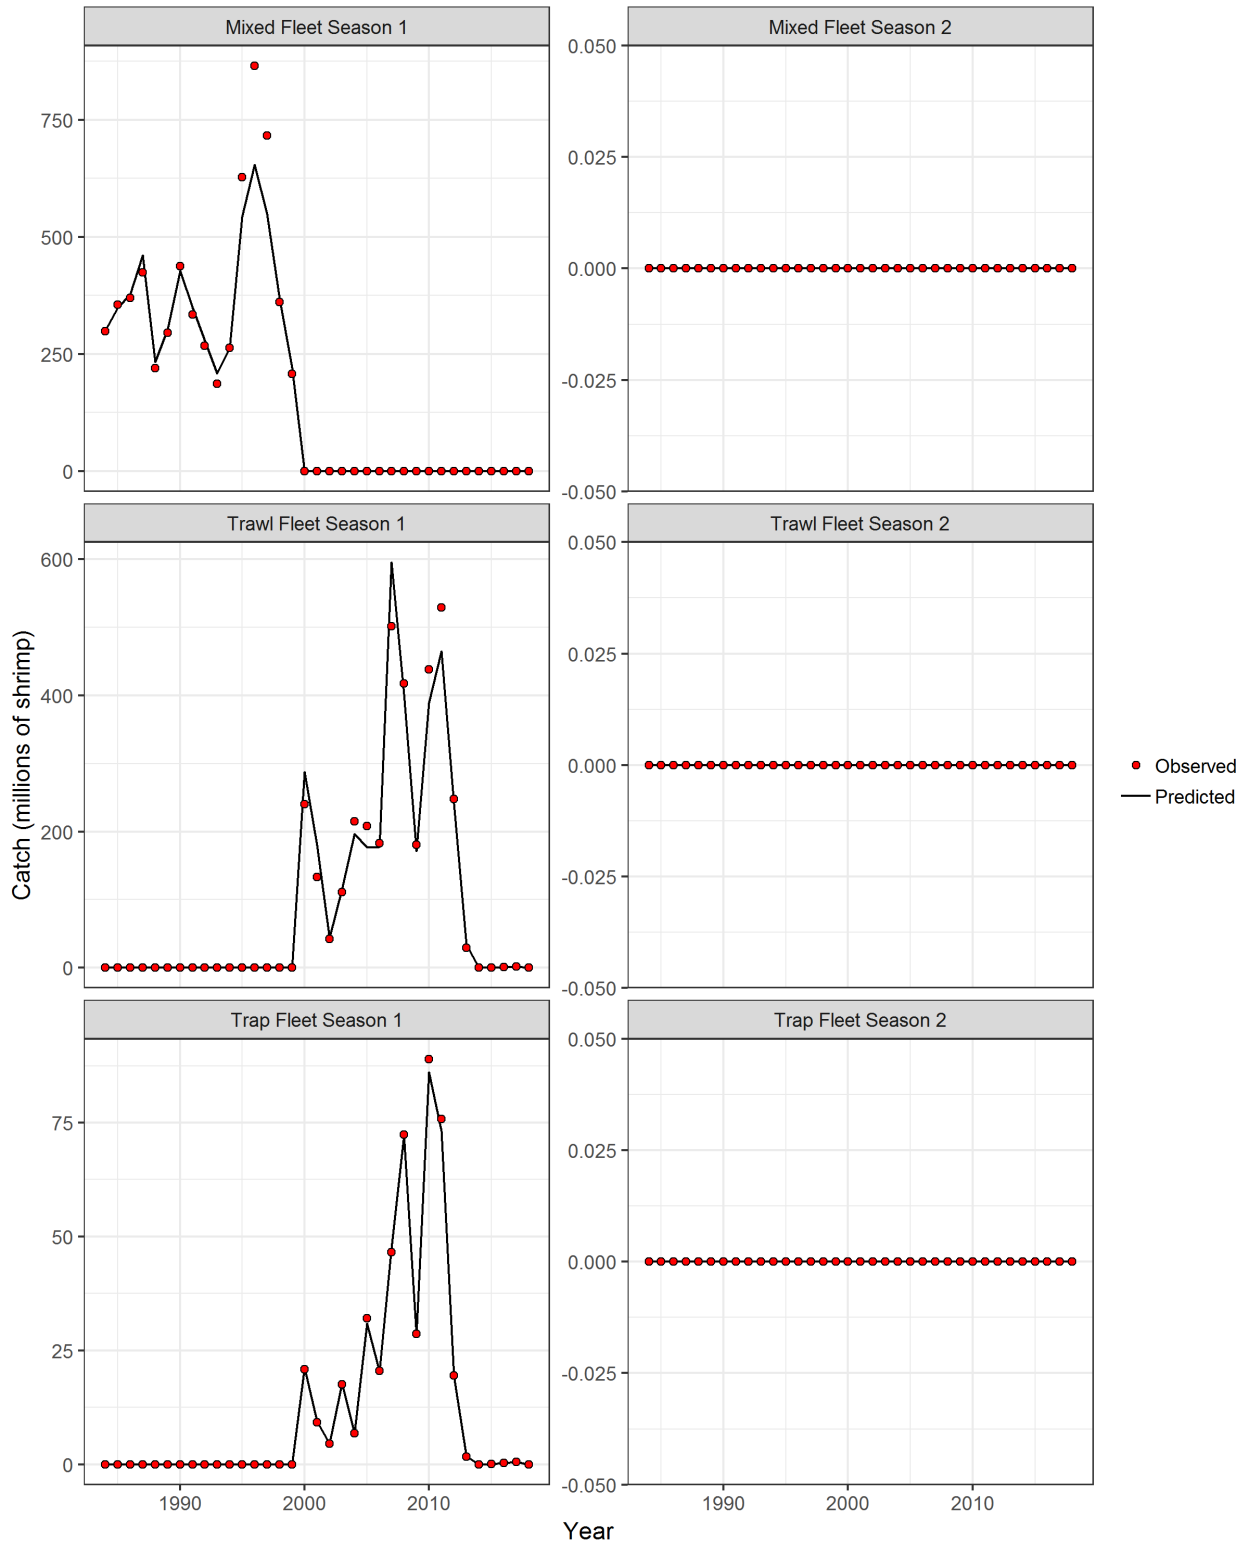 Mixed Fleet Season 1
Mixed Fleet Season 2
750
500
250
0
0.050
0.025
0.000
-0.025
-0.050
Trawl Fleet Season 1
Trawl Fleet Season 2
600
400
200
0
0.050
0.025
0.000
-0.025
-0.050
Catch (millions of shrimp)
Observed
Predicted
Trap Fleet Season 1
Trap Fleet Season 2
75
50
25
0
0.050
0.025
0.000
-0.025
-0.050
1990 2000 2010
1990 2000 2010
Year